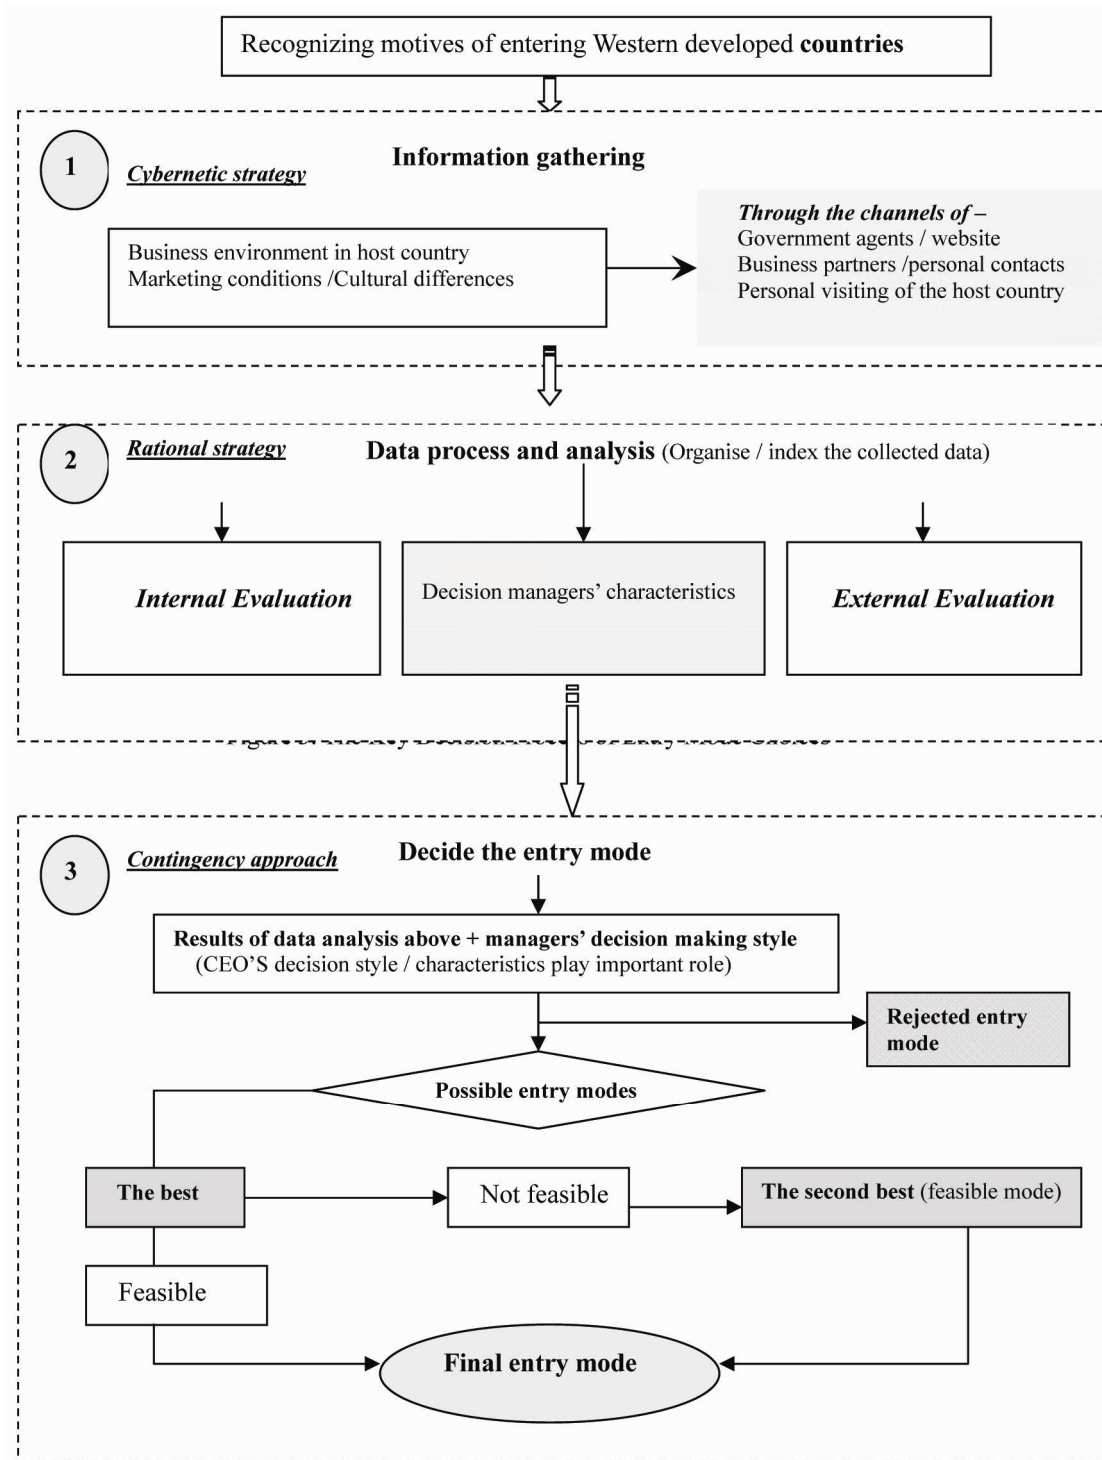 Recognizing motives of entering Western developed countries
1
Cybernetic strategy
Information gathering
Business environment in host country
Marketing conditions /Cultural differences
Through the channels of –
Government agents / website
Business partners /personal contacts
Personal visiting of the host country
2
Rational strategy
Data process and analysis (Organise / index the collected data)
Internal Evaluation
Decision managers’ characteristics
External Evaluation
3
Contingency approach
Decide the entry mode
Results of data analysis above + managers’ decision making style
(CEO’S decision style / characteristics play important role)
Rejected entry
mode
Possible entry modes
The best
Not feasible
The second best (feasible mode)
Feasible
Final entry mode